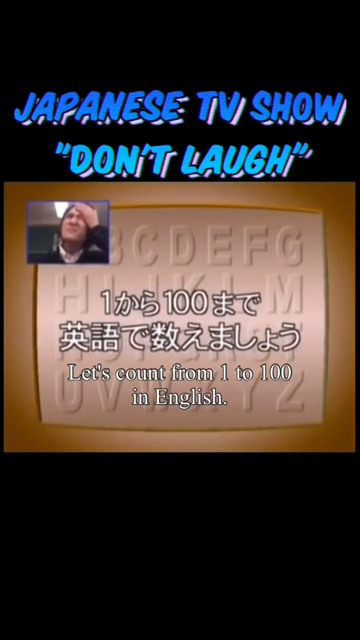 JAPANESE TV SHOW
"DON'T LAUGH"
BCDEFG
1から100まで
英語で数えましょう
Let's count from 1 to 100
in English.